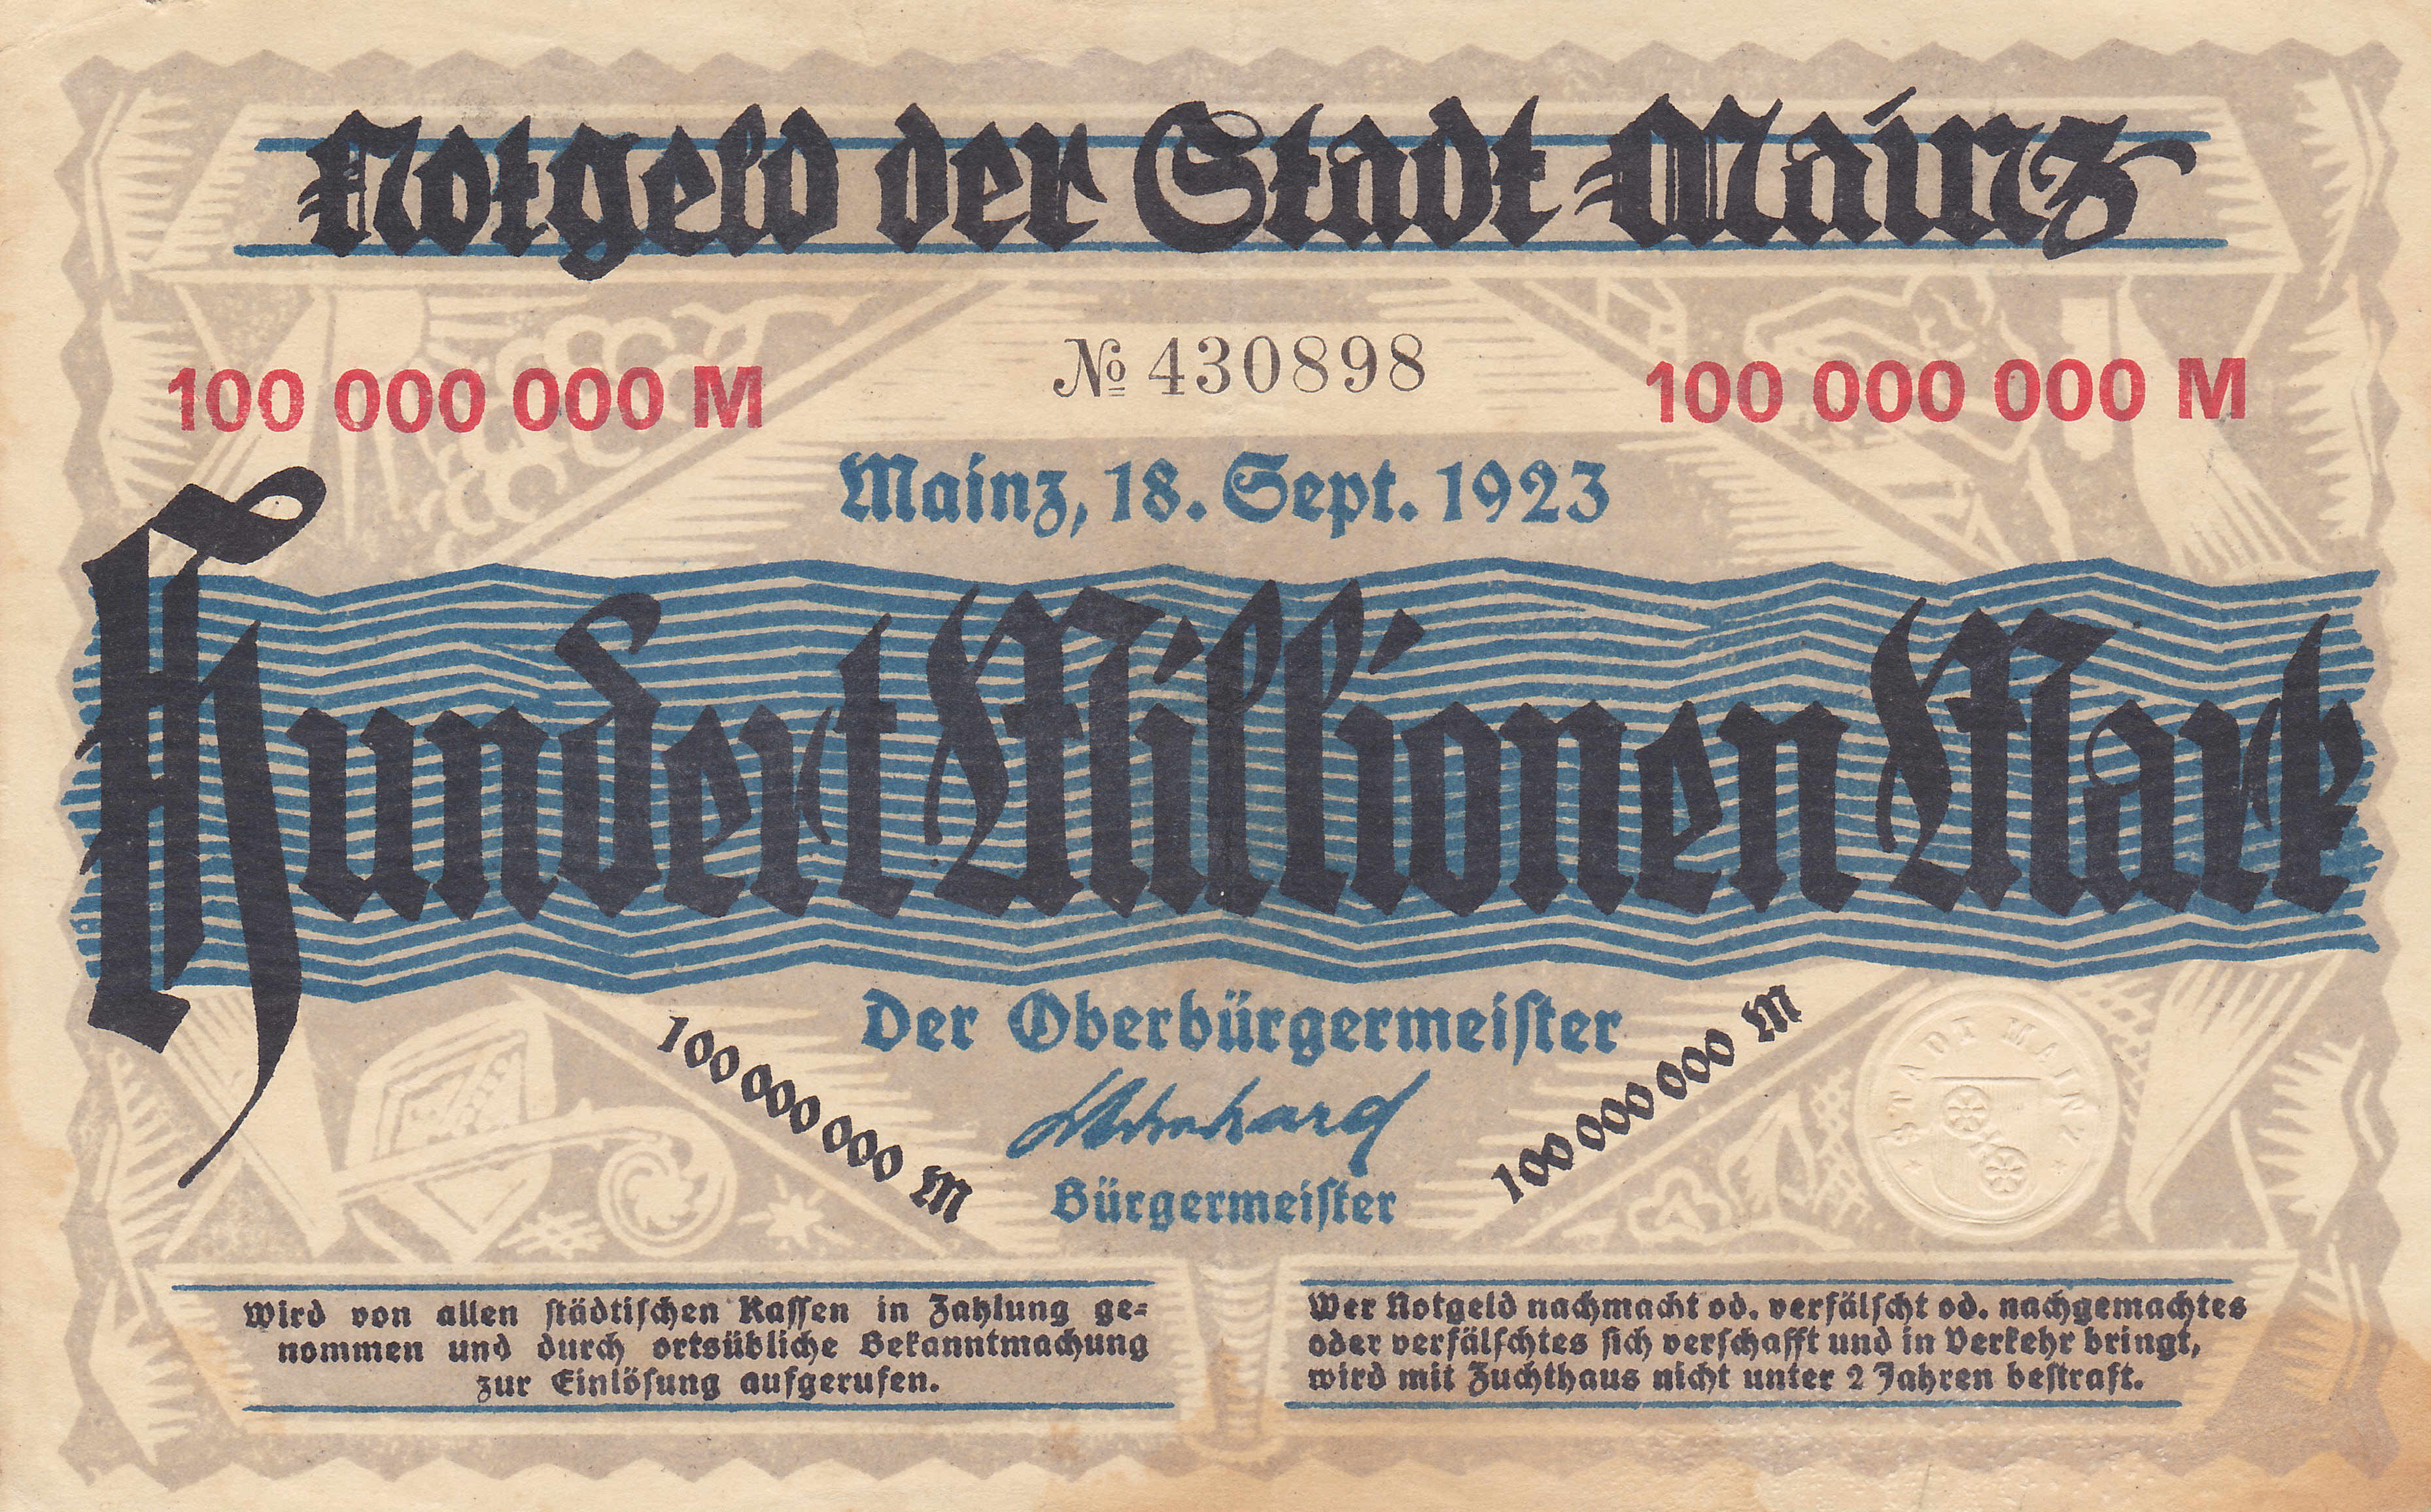 Notgeld der Stadt Mainz
№ 430898
100 000 000 M
100 000 000 M
Mainz, 18. Sept. 1923
Hundert Millionen Mark
Der Oberbürgermeiſter
100 000 000 M
100 000 000 M
STADT MAINZ
Bürgermeiſter
Wird von allen ſtädtiſchen Kaſſen in Zahlung ge=
nommen und durch ortsübliche Bekanntmachung
zur Einlöſung aufgerufen.
Wer Notgeld nachmacht od. verfälſcht od. nachgemachtes
oder verfälſchtes ſich verſchafft und in Verkehr bringt,
wird mit Zuchthaus nicht unter 2 Jahren beſtraft.